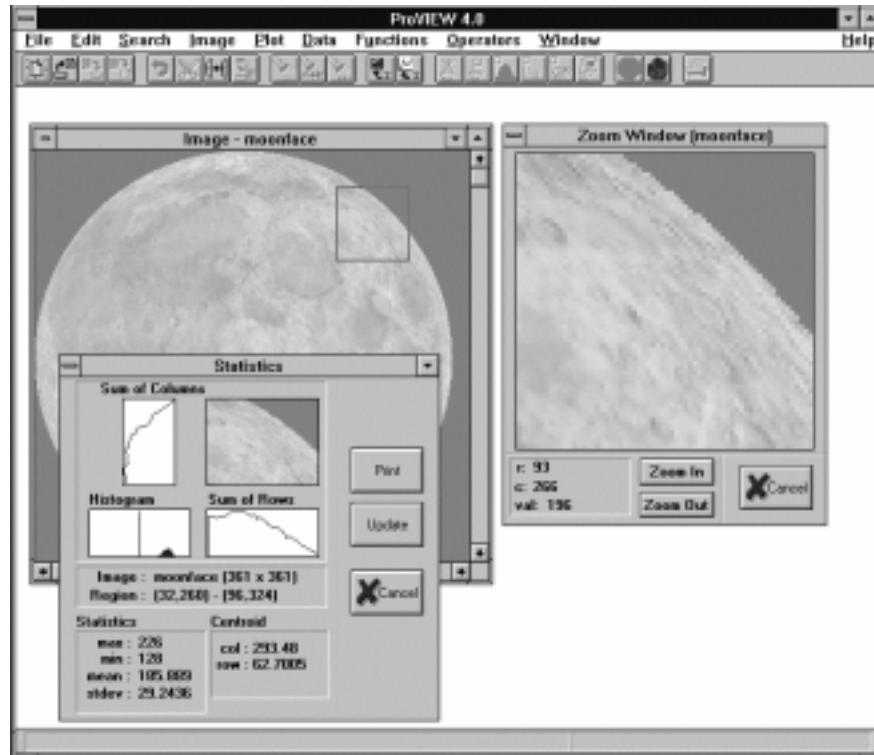 ProVIEW 4.0
File Edit Search Image Plot Data Functions Operators Window Help
Image - moonface
Zoom Window (moonface)
r: 93
c: 266
val: 196
Zoom In
Zoom Out
Cancel
Statistics
Sum of Columns
Histogram
Sum of Rows
Print
Update
Cancel
Image : moonface (361 x 361)
Region : (32,260) - (96,324)
Statistics
max : 226
min : 128
mean : 185.889
stdev : 29.2436
Centroid
col : 293.48
row : 62.7005